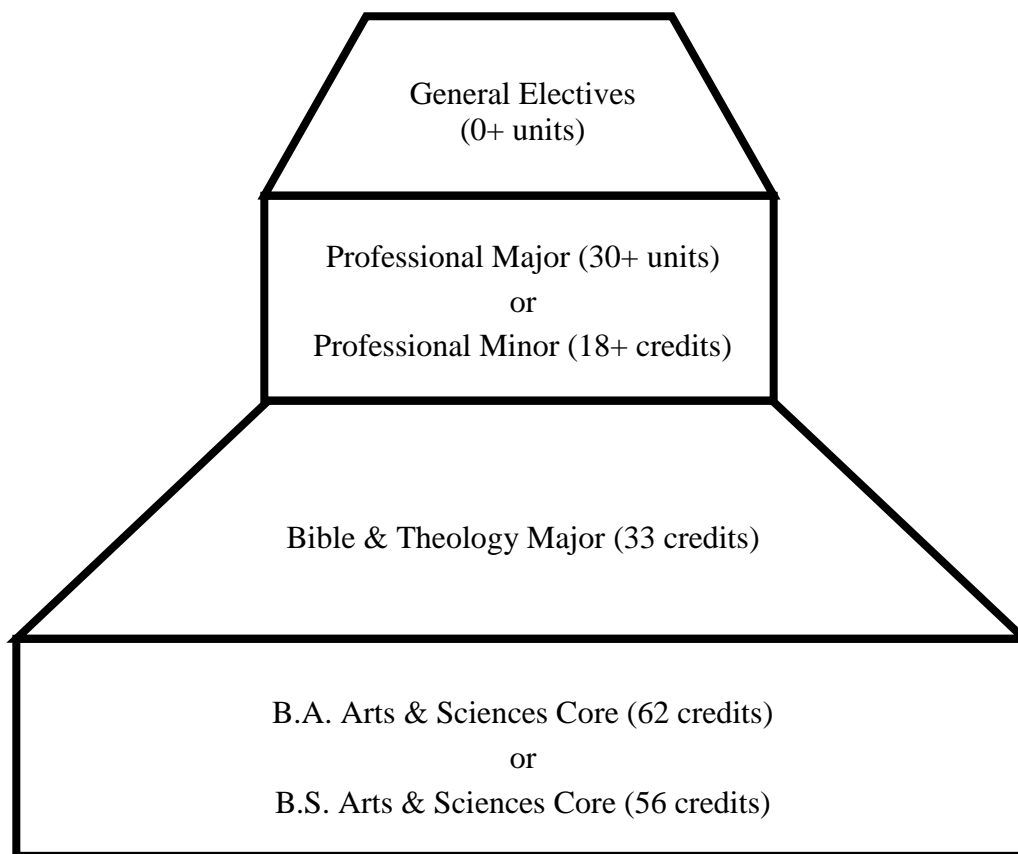 General Electives
(0+ units)
Professional Major (30+ units)
or
Professional Minor (18+ credits)
Bible & Theology Major (33 credits)
B.A. Arts & Sciences Core (62 credits)
or
B.S. Arts & Sciences Core (56 credits)